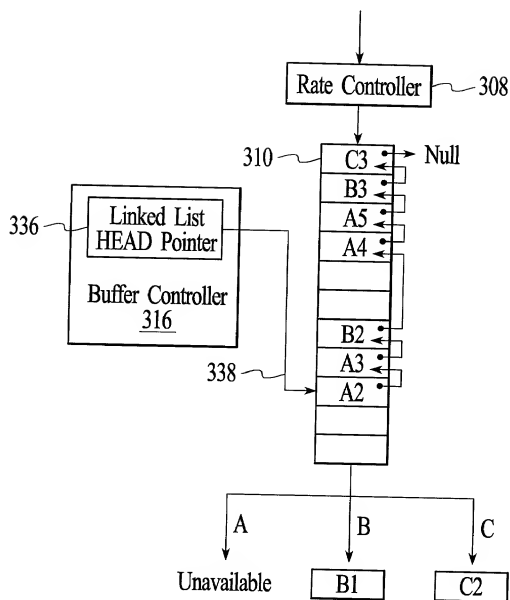 Rate Controller
308
310
C3
Null
B3
A5
A4
336
Linked List
HEAD Pointer
Buffer Controller
316
B2
338
A3
A2
A
B
C
Unavailable
B1
C2